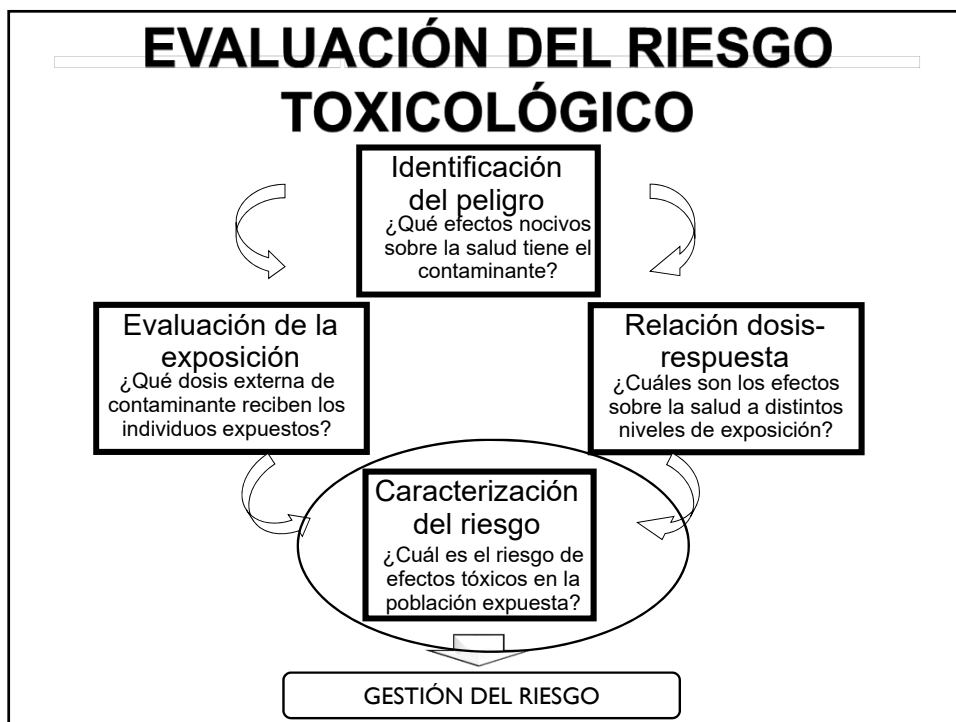 EVALUACIÓN DEL RIESGO
TOXICOLÓGICO
Identificación
del peligro
¿Qué efectos nocivos
sobre la salud tiene el
contaminante?
Evaluación de la
exposición
¿Qué dosis externa de
contaminante reciben los
individuos expuestos?
Relación dosis-
respuesta
¿Cuáles son los efectos
sobre la salud a distintos
niveles de exposición?
Caracterización
del riesgo
¿Cuál es el riesgo de
efectos tóxicos en la
población expuesta?
GESTIÓN DEL RIESGO